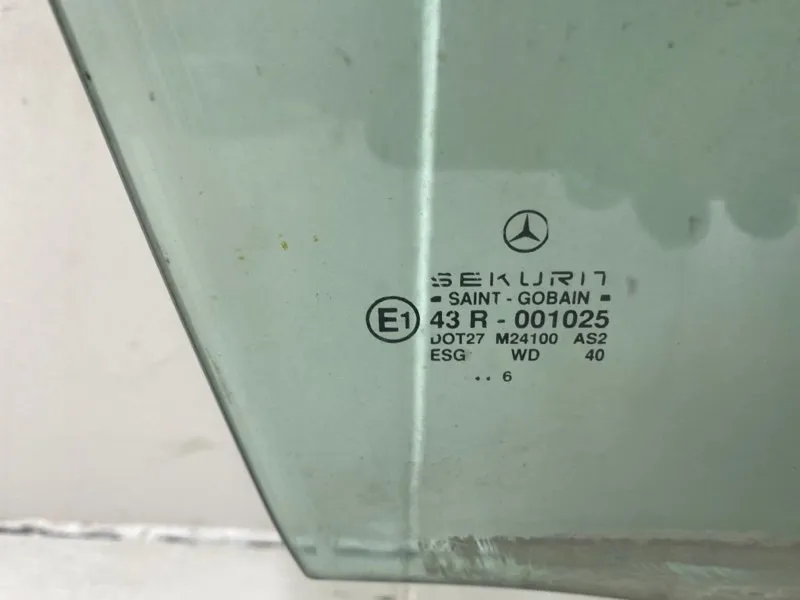 SEKURIT
SAINT - GOBAIN
E1 43 R - 001025
DOT27 M24100 AS2
ESG WD 40
.. 6